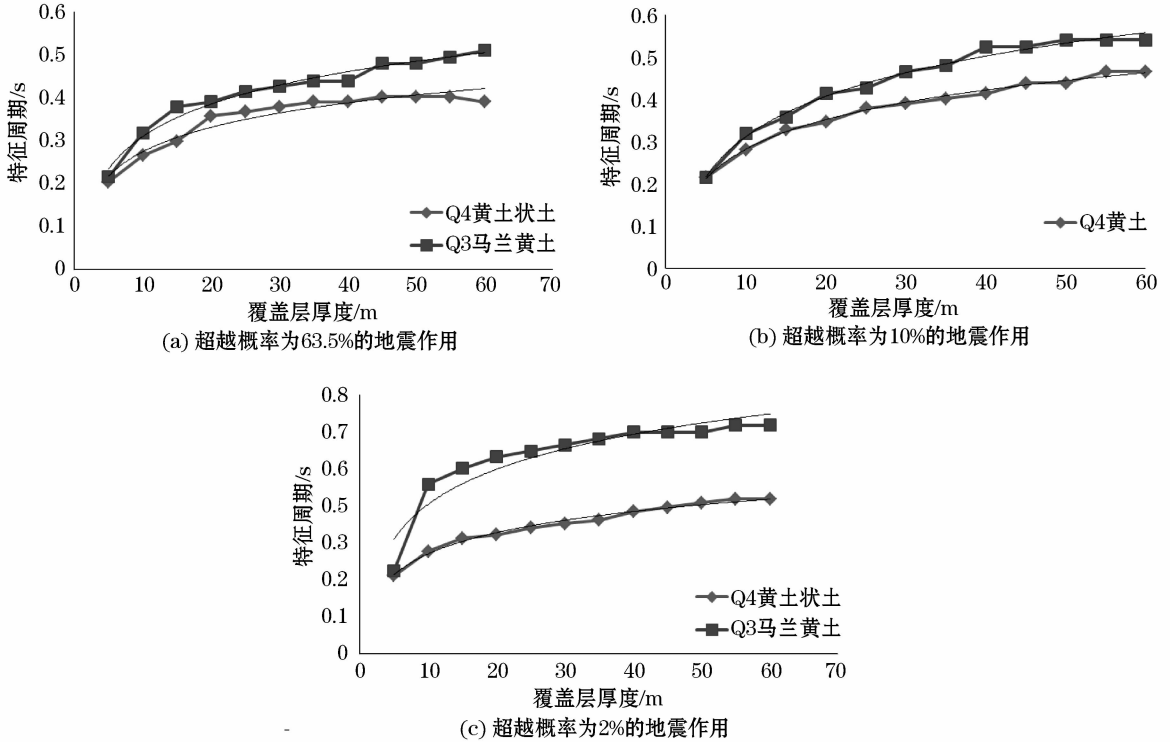 0.6
0.5
0.4
0.3
0.2
0.1
0
特征周期/s
Q4黄土状土
Q3马兰黄土
0 10 20 30 40 50 60 70
覆盖层厚度/m
(a) 超越概率为63.5%的地震作用
0.6
0.5
0.4
0.3
0.2
0.1
0
特征周期/s
Q4黄土
0 10 20 30 40 50 60
覆盖层厚度/m
(b) 超越概率为10%的地震作用
0.8
0.7
0.6
0.5
0.3
0.2
0.1
0
特征周期/s
Q4黄土状土
Q3马兰黄土
0 10 20 30 40 50 60 70
覆盖层厚度/m
(c) 超越概率为2%的地震作用